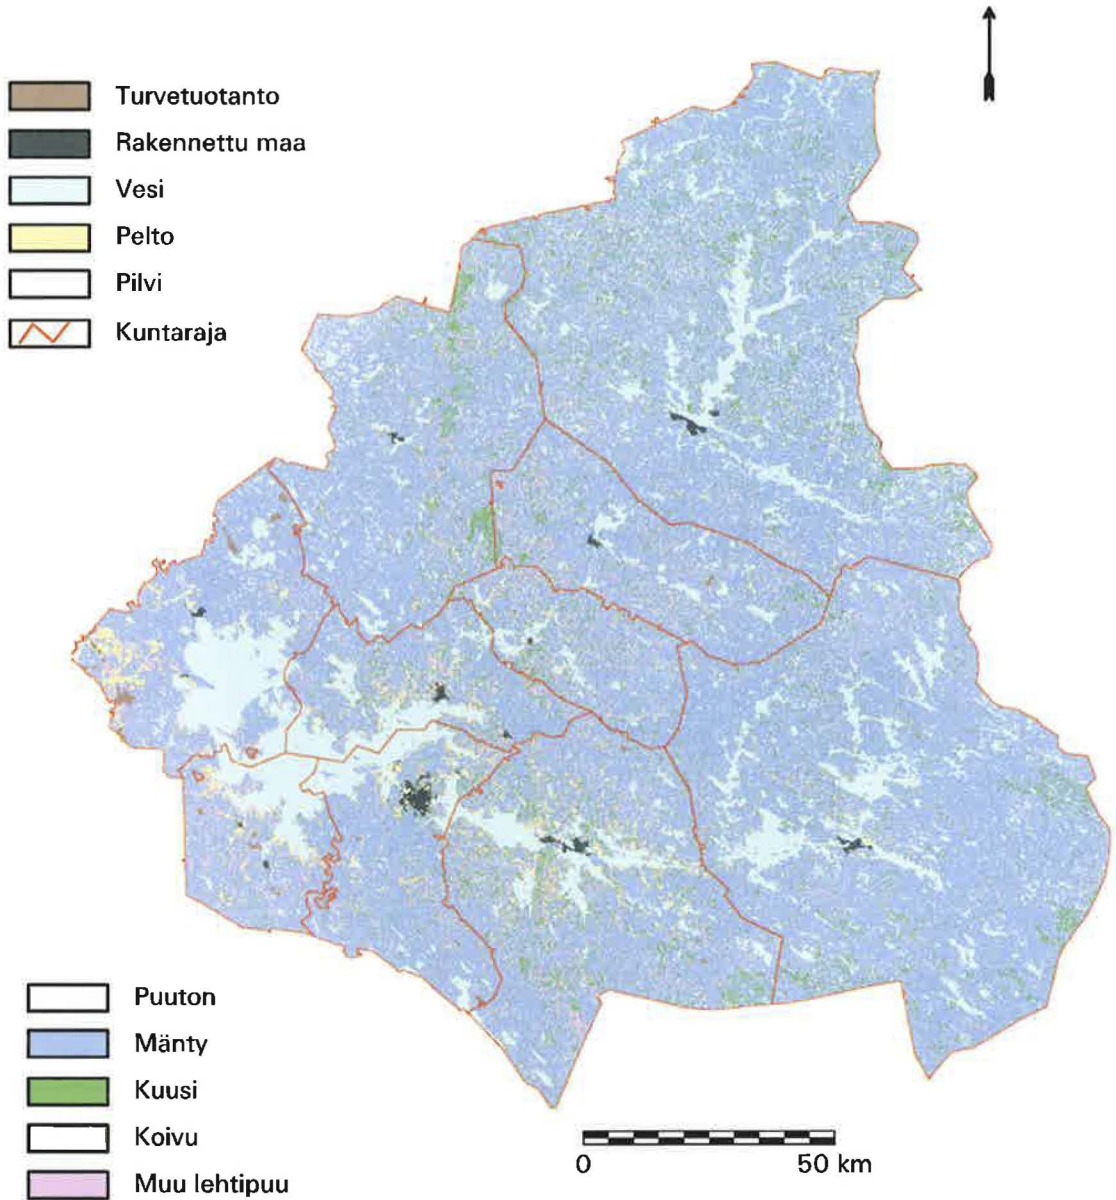 Turvetuotanto
Rakennettu maa
Vesi
Pelto
Pilvi
Kuntaraja
Puuton
Mänty
Kuusi
Koivu
Muu lehtipuu
0 50 km